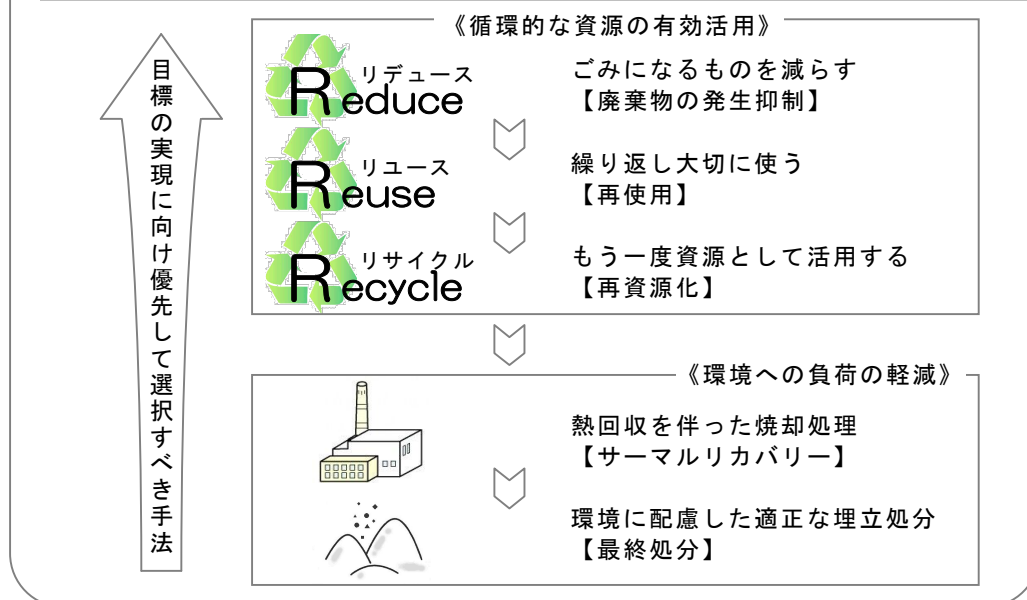 目標の実現に向け優先して選択すべき手法
《循環的な資源の有効活用》
リデュース
Reduce
ごみになるものを減らす
【廃棄物の発生抑制】
リユース
Reuse
繰り返し大切に使う
【再使用】
リサイクル
Recycle
もう一度資源として活用する
【再資源化】
《環境への負荷の軽減》
熱回収を伴った焼却処理
【サーマルリカバリー】
環境に配慮した適正な埋立処分
【最終処分】